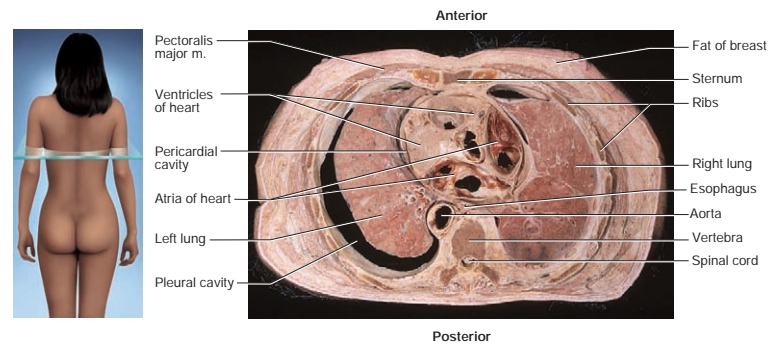 Anterior
Pectoralis
major m.
Ventricles
of heart
Pericardial
cavity
Atria of heart
Left lung
Pleural cavity
Fat of breast
Sternum
Ribs
Right lung
Esophagus
Aorta
Vertebra
Spinal cord
Posterior